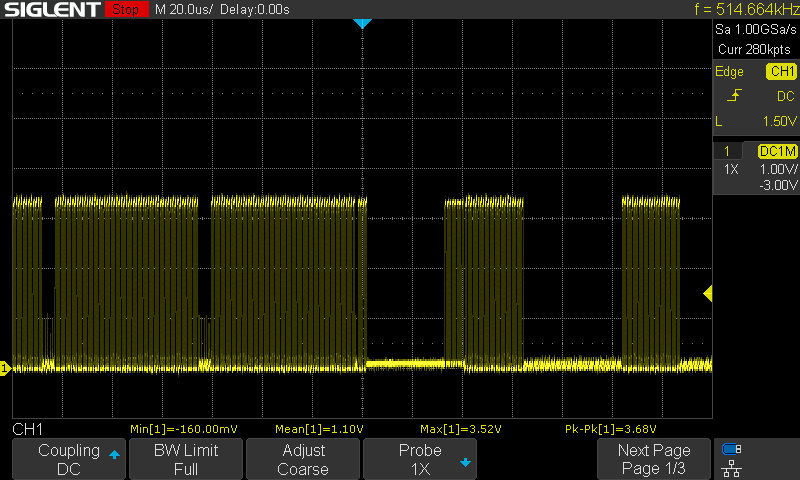 SIGLENT Stop M 20.0us/ Delay:0.00s f = 514.664kHz
Sa 1.00GSa/s
Curr 280kpts
Edge CH1
DC
L 1.50V
1 DC1M
1X 1.00V/
-3.00V
1
CH1 Min[1]=-160.00mV Mean[1]=1.10V Max[1]=3.52V Pk-Pk[1]=3.68V
Coupling BW Limit Adjust Probe Next Page
DC Full Coarse 1X Page 1/3